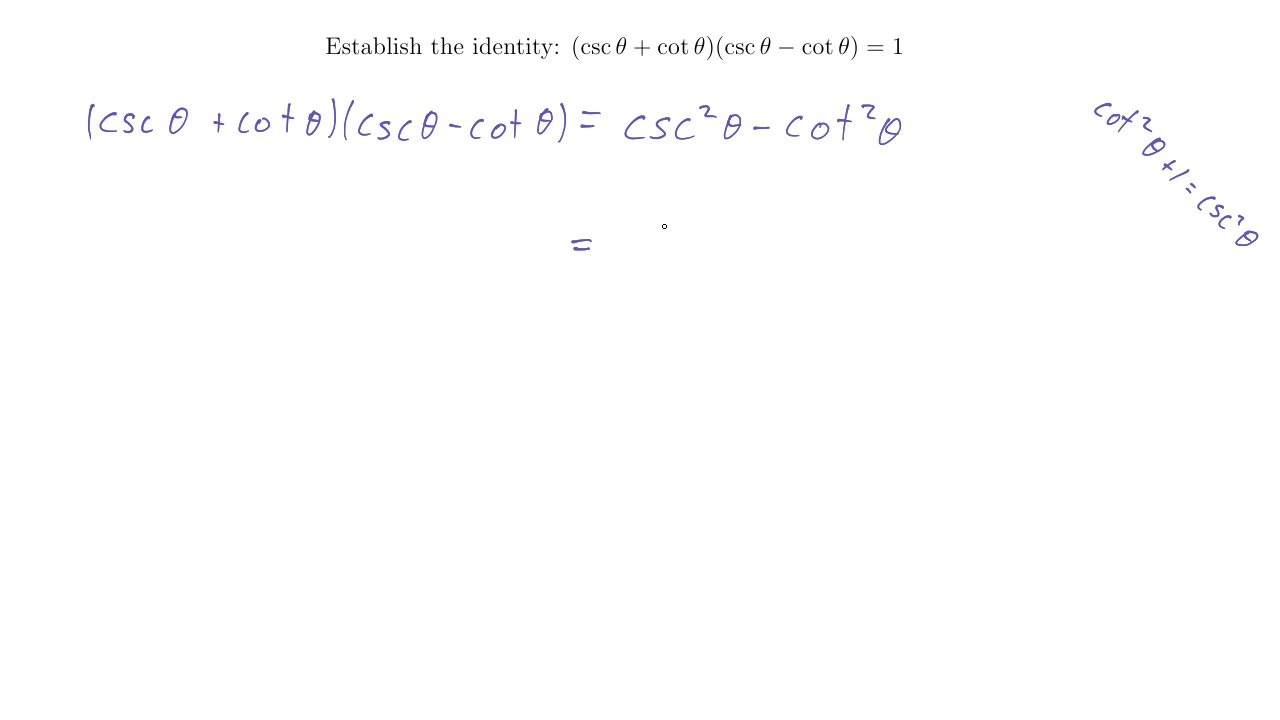 Establish the identity: (csc θ + cot θ)(csc θ − cot θ) = 1
(csc θ + cot θ)(csc θ - cot θ) = csc²θ - cot²θ
cot²θ + 1 = csc²θ
=